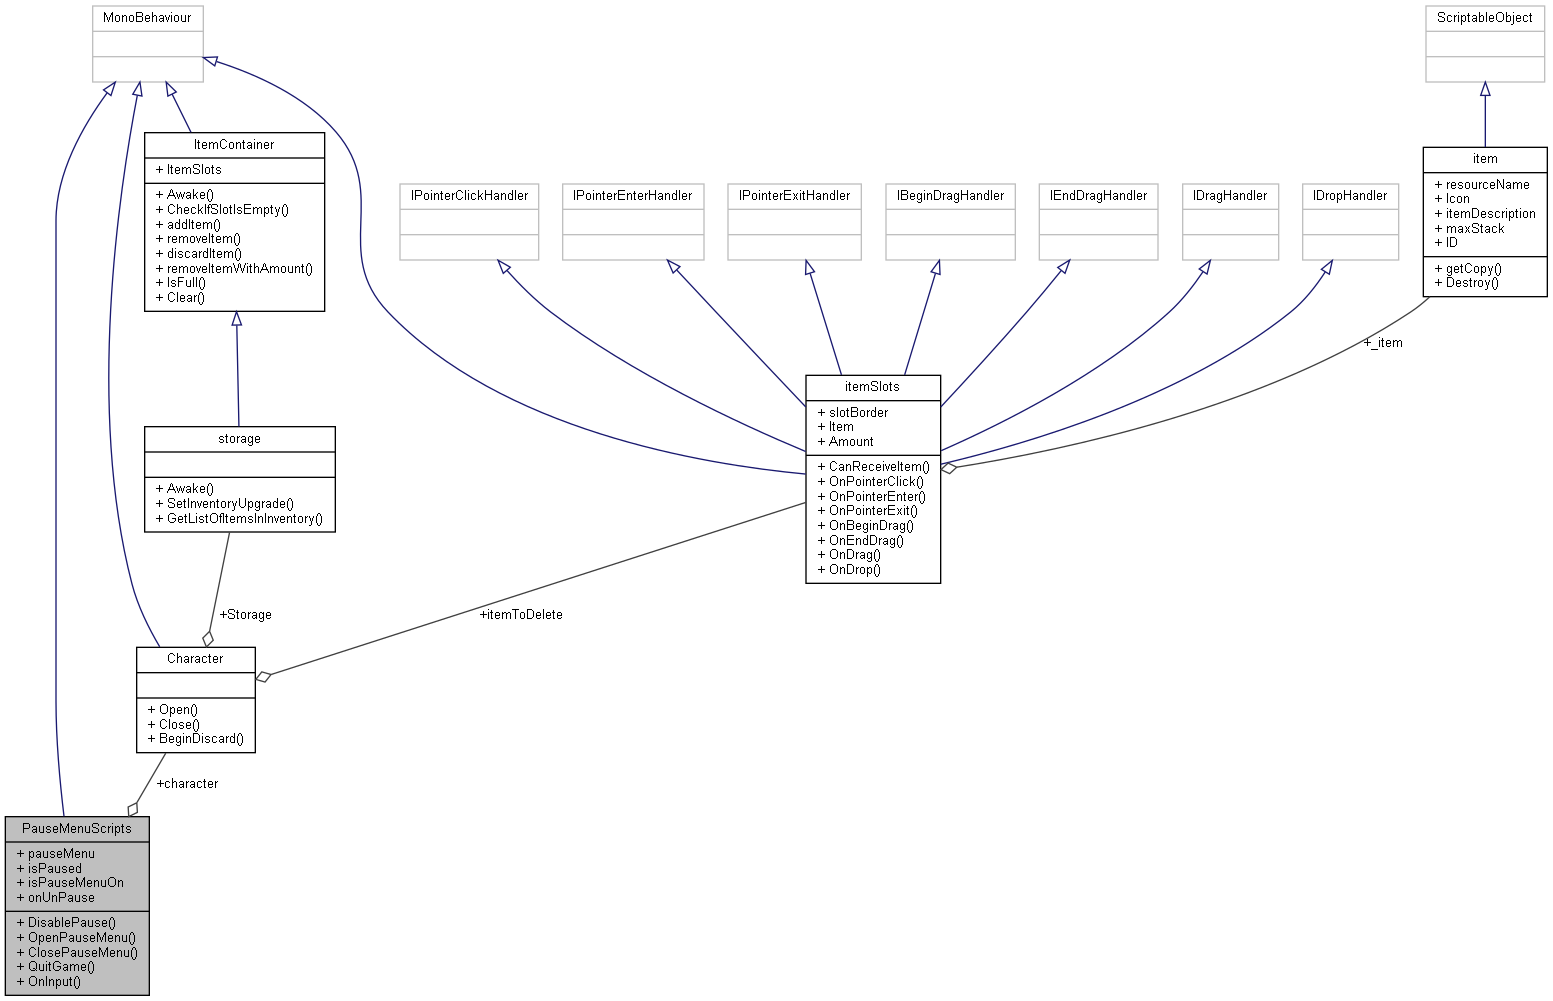 MonoBehaviour
ScriptableObject
ItemContainer
+ ItemSlots
+ Awake()
+ CheckIfSlotIsEmpty()
+ addItem()
+ removeItem()
+ discardItem()
+ removeItemWithAmount()
+ IsFull()
+ Clear()
item
+ resourceName
+ Icon
+ itemDescription
+ maxStack
+ ID
+ getCopy()
+ Destroy()
IPointerClickHandler
IPointerEnterHandler
IPointerExitHandler
IBeginDragHandler
IEndDragHandler
IDragHandler
IDropHandler
+_item
itemSlots
+ slotBorder
+ Item
+ Amount
+ CanReceiveItem()
+ OnPointerClick()
+ OnPointerEnter()
+ OnPointerExit()
+ OnBeginDrag()
+ OnEndDrag()
+ OnDrag()
+ OnDrop()
storage
+ Awake()
+ SetInventoryUpgrade()
+ GetListOfItemsInInventory()
+Storage
+itemToDelete
Character
+ Open()
+ Close()
+ BeginDiscard()
+character
PauseMenuScripts
+ pauseMenu
+ isPaused
+ isPauseMenuOn
+ onUnPause
+ DisablePause()
+ OpenPauseMenu()
+ ClosePauseMenu()
+ QuitGame()
+ OnInput()